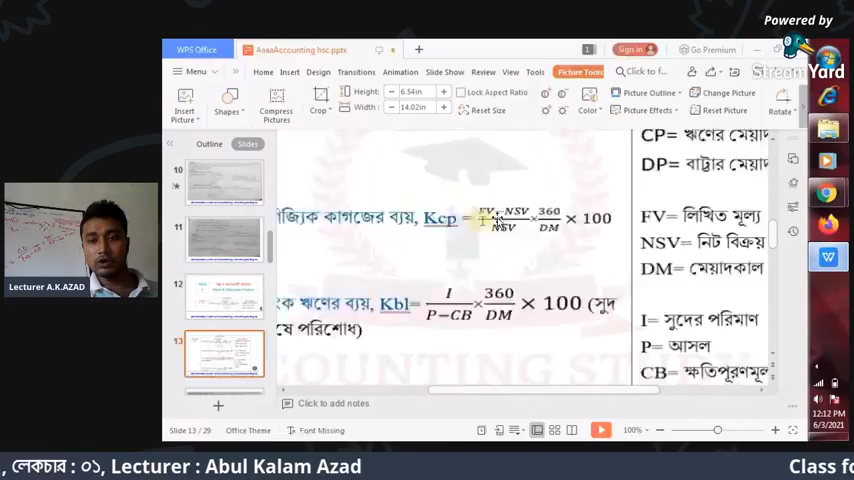 Powered by
StreamYard
WPS Office
AaaaAccounting hsc.pptx
Sign in
Go Premium
Menu
Home Insert Design Transitions Animation Slide Show Review View Tools Picture Tools Click to f...
Insert Picture
Shapes
Compress Pictures
Crop
Height: 6.54in
Width: 14.02in
Lock Aspect Ratio
Reset Size
Color
Picture Outline
Picture Effects
Change Picture
Reset Picture
Rotate
Outline Slides
10
11
12
13
CP= ঋণের মেয়াদ
DP= বাট্টার মেয়াদ
ণিজ্যিক কাগজের ব্যয়, Kcp = FV-NSV/NSV × 360/DM × 100
FV= লিখিত মূল্য
NSV= নিট বিক্রয়
DM= মেয়াদকাল
ংক ঋণের ব্যয়, Kbl= I/P−CB × 360/DM × 100 (সুদ
ষে পরিশোধ)
I= সুদের পরিমাণ
P= আসল
CB= ক্ষতিপূরণমূল
ACCOUNTING STUDY
Lecturer A.K.AZAD
Click to add notes
Slide 13 / 29 Office Theme Font Missing 100%
12:12 PM
6/3/2021
, লেকচার : ০১, Lecturer : Abul Kalam Azad
Class fo